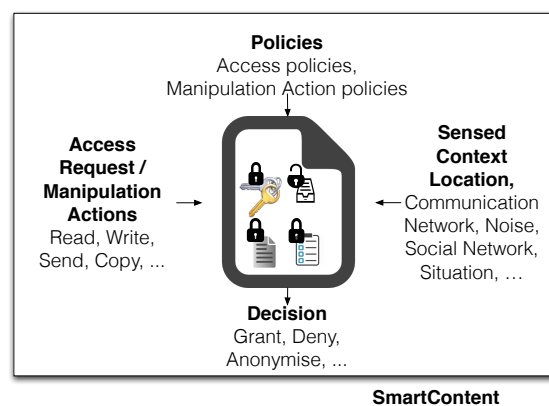 Policies
Access policies,
Manipulation Action policies
Access
Request /
Manipulation
Actions
Read, Write,
Send, Copy, ...
Sensed
Context
Location,
Communication
Network, Noise,
Social Network,
Situation, …
Decision
Grant, Deny,
Anonymise, ...
SmartContent